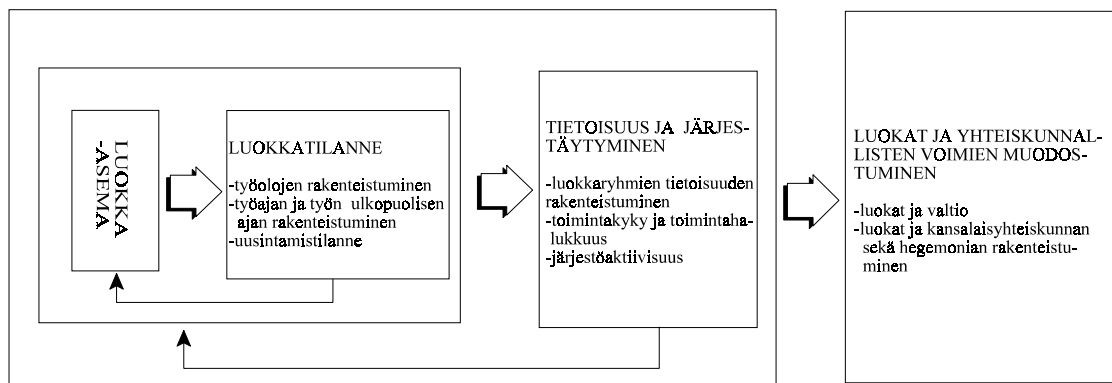 LUOKKA
-ASEMA
LUOKKATILANNE
-työolojen rakenteistuminen
-työajan ja työn ulkopuolisen
ajan rakenteistuminen
-uusintamistilanne
TIETOISUUS JA JÄRJES-
TÄYTYMINEN
-luokkaryhmien tietoisuuden
rakenteistuminen
-toimintakyky ja toimintaha-
lukkuus
-järjestöaktiivisuus
LUOKAT JA YHTEISKUNNAL-
LISTEN VOIMIEN MUODOS-
TUMINEN
-luokat ja valtio
-luokat ja kansalaisyhteiskunnan
sekä hegemonian rakenteistu-
minen